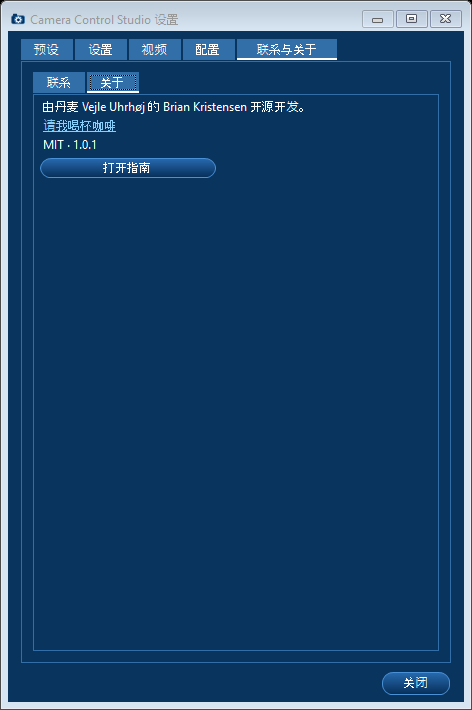 Camera Control Studio 设置
预设 设置 视频 配置 联系与关于
联系 关于
由丹麦 Vejle Uhrhøj 的 Brian Kristensen 开源开发。
请我喝杯咖啡
MIT · 1.0.1
打开指南
关闭